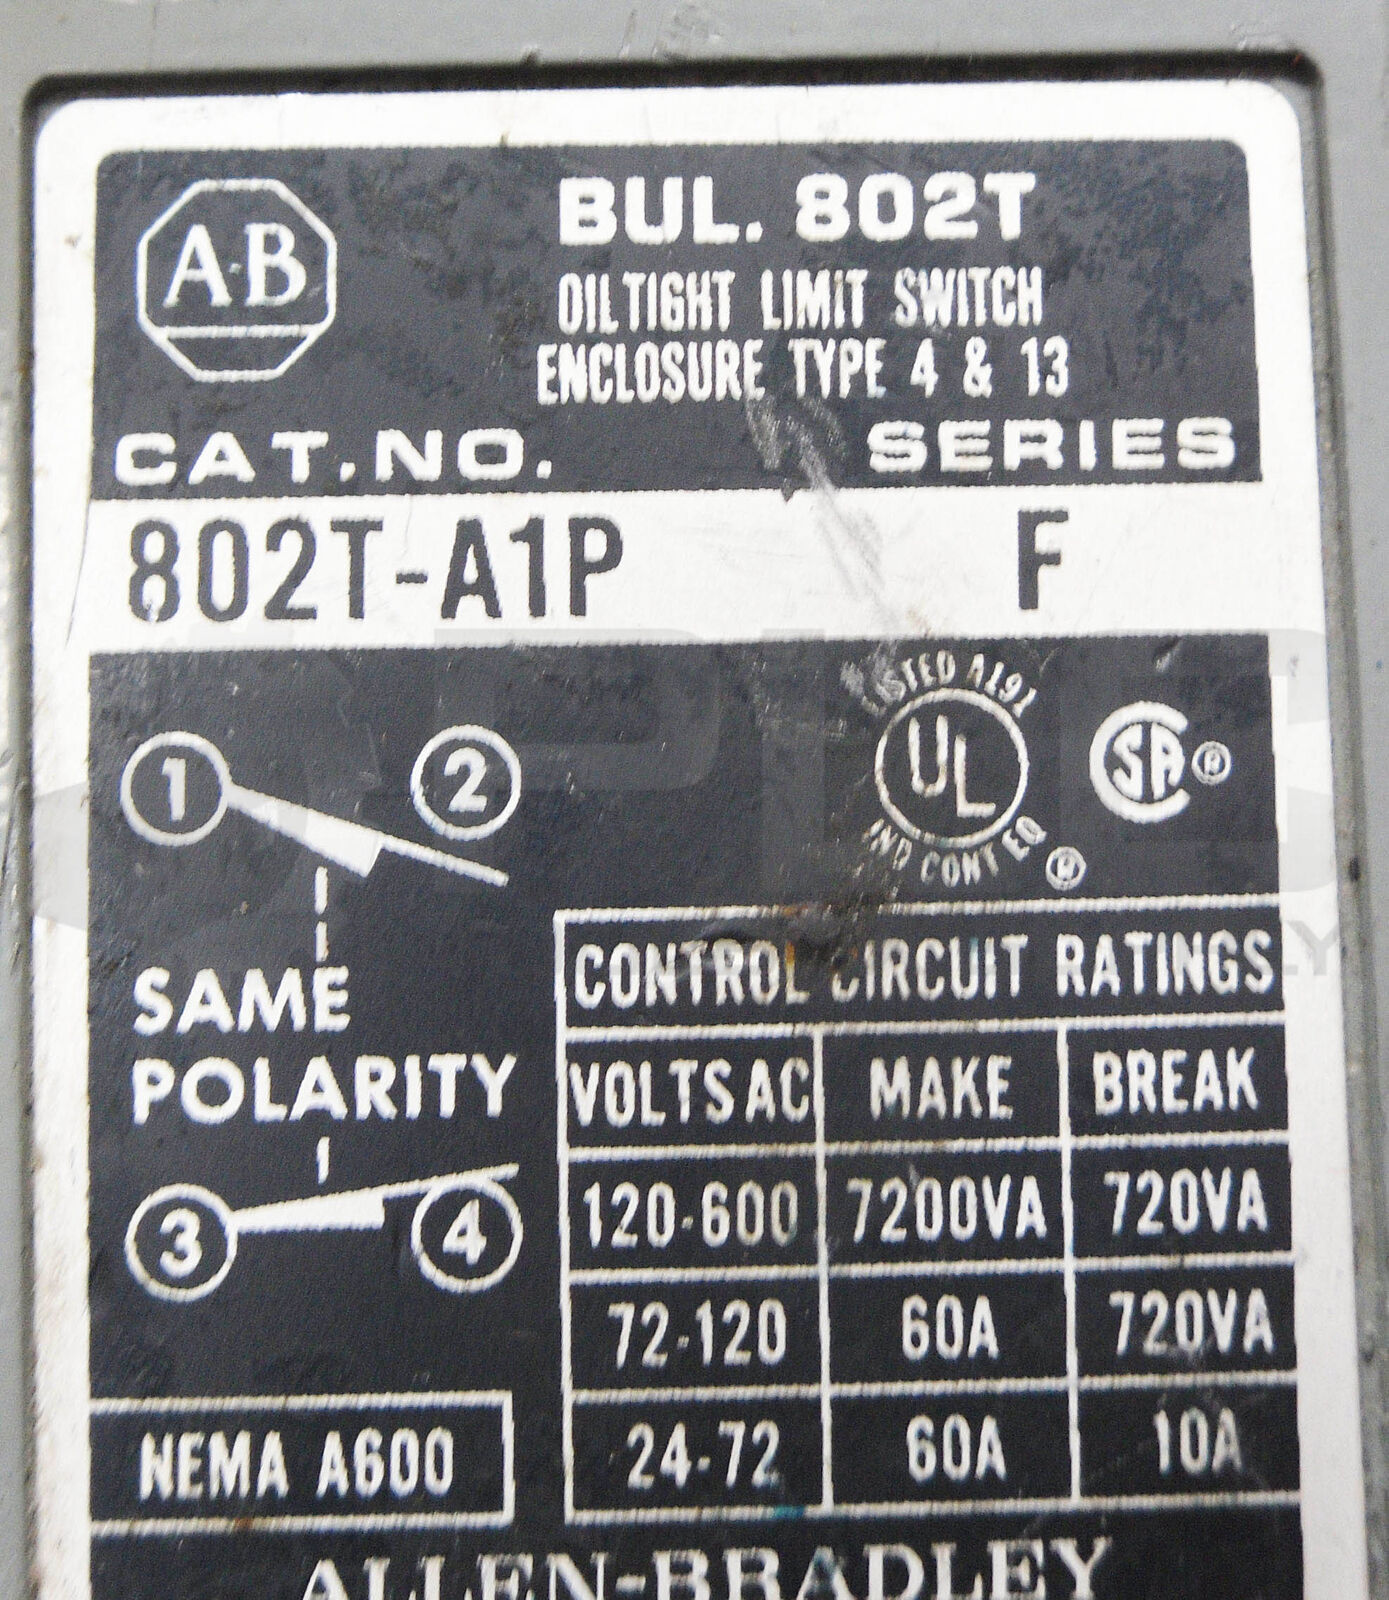 A-B
BUL. 802T
OILTIGHT LIMIT SWITCH
ENCLOSURE TYPE 4 & 13
CAT. NO. SERIES
802T-A1P F
LISTED A191
UL
IND CONT EQ ®
SA ®
1 2
SAME
POLARITY
3 4
NEMA A600
CONTROL CIRCUIT RATINGS
VOLTS AC MAKE BREAK
120-600 7200VA 720VA
72-120 60A 720VA
24-72 60A 10A
ALLEN-BRADLEY